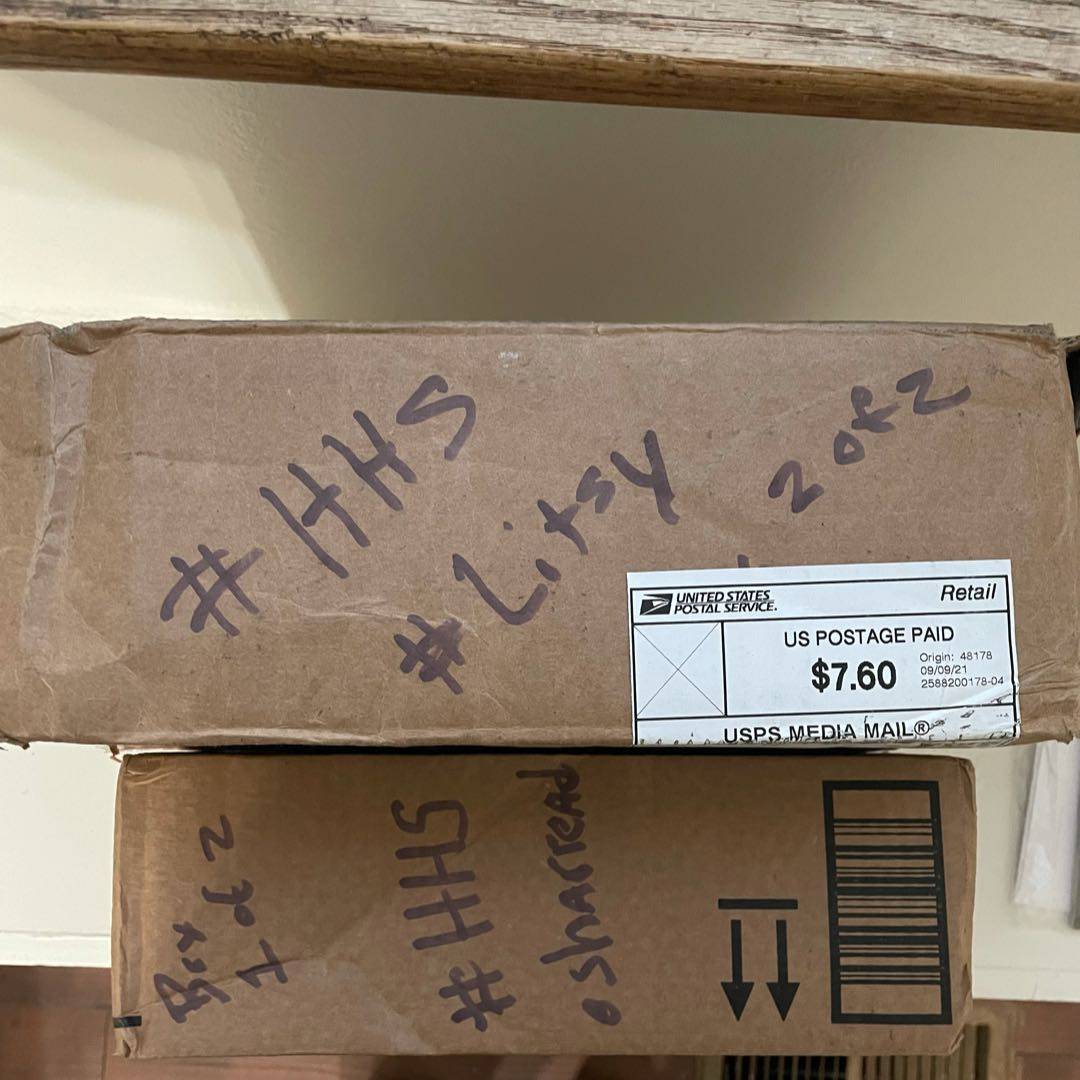 #HHS
#Litsy
2 of 2
UNITED STATES
POSTAL SERVICE.
Retail
US POSTAGE PAID
$7.60
Origin: 48178
09/09/21
2588200178-04
USPS MEDIA MAIL®
Box
1 of 2
#HHS